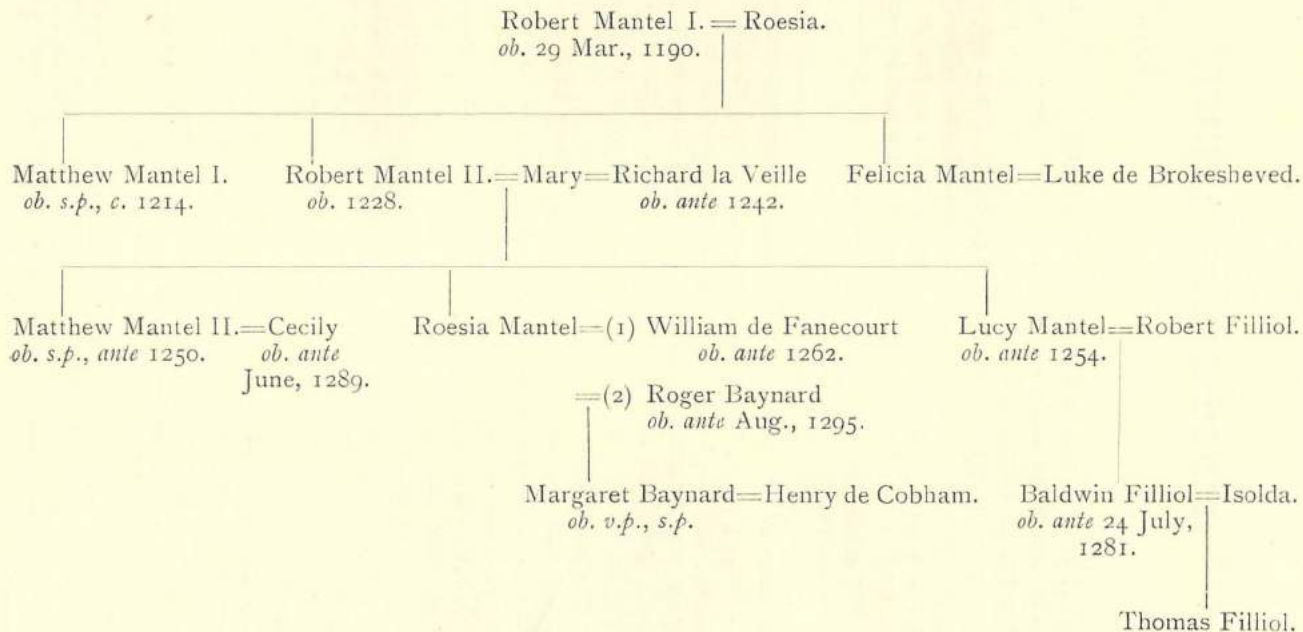 Robert Mantel I. = Roesia.
ob. 29 Mar., 1190.
Matthew Mantel I. Robert Mantel II.=Mary=Richard la Veille Felicia Mantel=Luke de Brokesheved.
ob. s.p., c. 1214. ob. 1228. ob. ante 1242.
Matthew Mantel II.=Cecily Roesia Mantel=(1) William de Fanecourt Lucy Mantel=Robert Filliol.
ob. s.p., ante 1250. ob. ante ob. ante 1262. ob. ante 1254.
June, 1289.
=(2) Roger Baynard
ob. ante Aug., 1295.
Margaret Baynard=Henry de Cobham. Baldwin Filliol=Isolda.
ob. v.p., s.p. ob. ante 24 July,
1281.
Thomas Filliol.